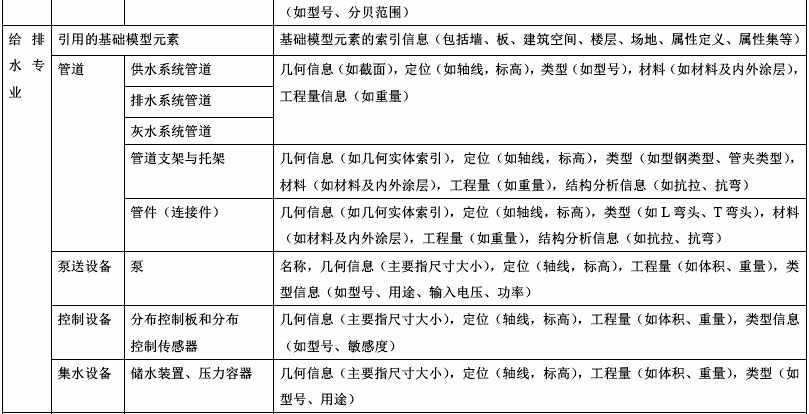 （如型号、分贝范围）
给排水专业
引用的基础模型元素
基础模型元素的索引信息（包括墙、板、建筑空间、楼层、场地、属性定义、属性集等）
管道
供水系统管道
几何信息（如截面），定位（如轴线，标高），类型（如型号），材料（如材料及内外涂层），
工程量信息（如重量）
排水系统管道
灰水系统管道
管道支架与托架
几何信息（如几何实体索引），定位（如轴线，标高），类型（如型钢类型、管夹类型），
材料（如材料及内外涂层），工程量（如重量），结构分析信息（如抗拉、抗弯）
管件（连接件）
几何信息（如几何实体索引），定位（如轴线，标高），类型（如 L 弯头、T 弯头），材料
（如材料及内外涂层），工程量（如重量），结构分析信息（如抗拉、抗弯）
泵送设备
泵
名称，几何信息（主要指尺寸大小），定位（轴线，标高），工程量（如体积、重量），类
型信息（如型号、用途、输入电压、功率）
控制设备
分布控制板和分布
控制传感器
几何信息（主要指尺寸大小），定位（轴线，标高），工程量（如体积、重量），类型信息
（如型号、敏感度）
集水设备
储水装置、压力容器
几何信息（主要指尺寸大小），定位（轴线，标高），工程量（如体积、重量），类型（如
型号、用途）